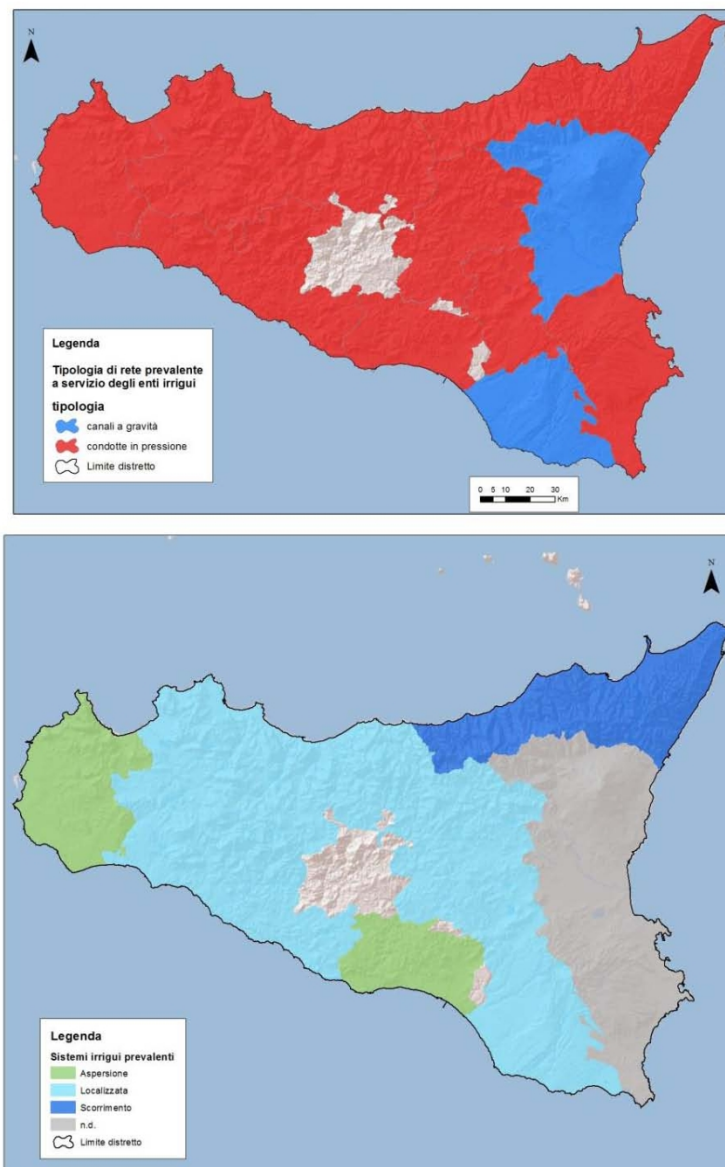 N
Legenda
Tipologia di rete prevalente
a servizio degli enti irrigui
tipologia
canali a gravità
condotte in pressione
Limite distretto
0 5 10 20 30
Km
N
Legenda
Sistemi irrigui prevalenti
Aspersione
Localizzata
Scorrimento
n.d.
Limite distretto